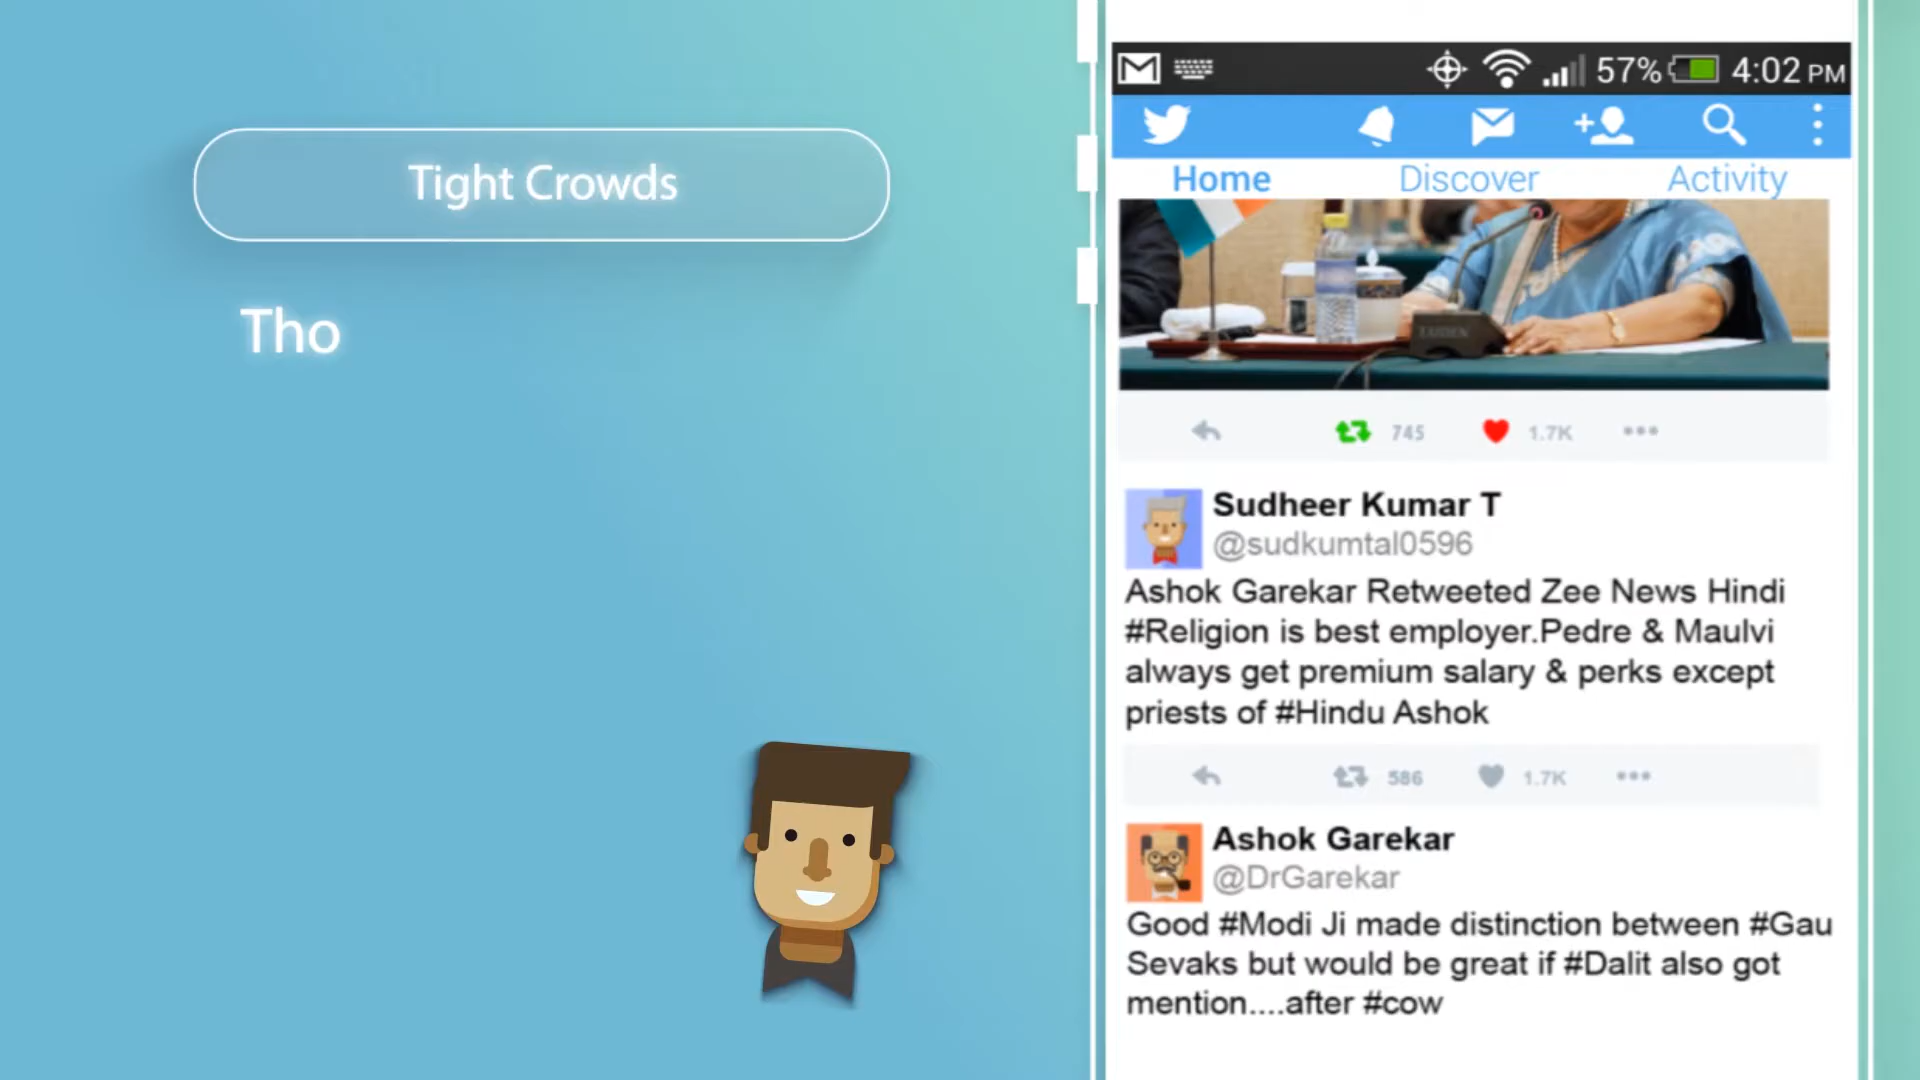 Tight Crowds
Tho
57% 4:02 PM
Home Discover Activity
TAIDEN
745 1.7K
Sudheer Kumar T
@sudkumtal0596
Ashok Garekar Retweeted Zee News Hindi
#Religion is best employer.Pedre & Maulvi
always get premium salary & perks except
priests of #Hindu Ashok
586 1.7K
Ashok Garekar
@DrGarekar
Good #Modi Ji made distinction between #Gau
Sevaks but would be great if #Dalit also got
mention....after #cow